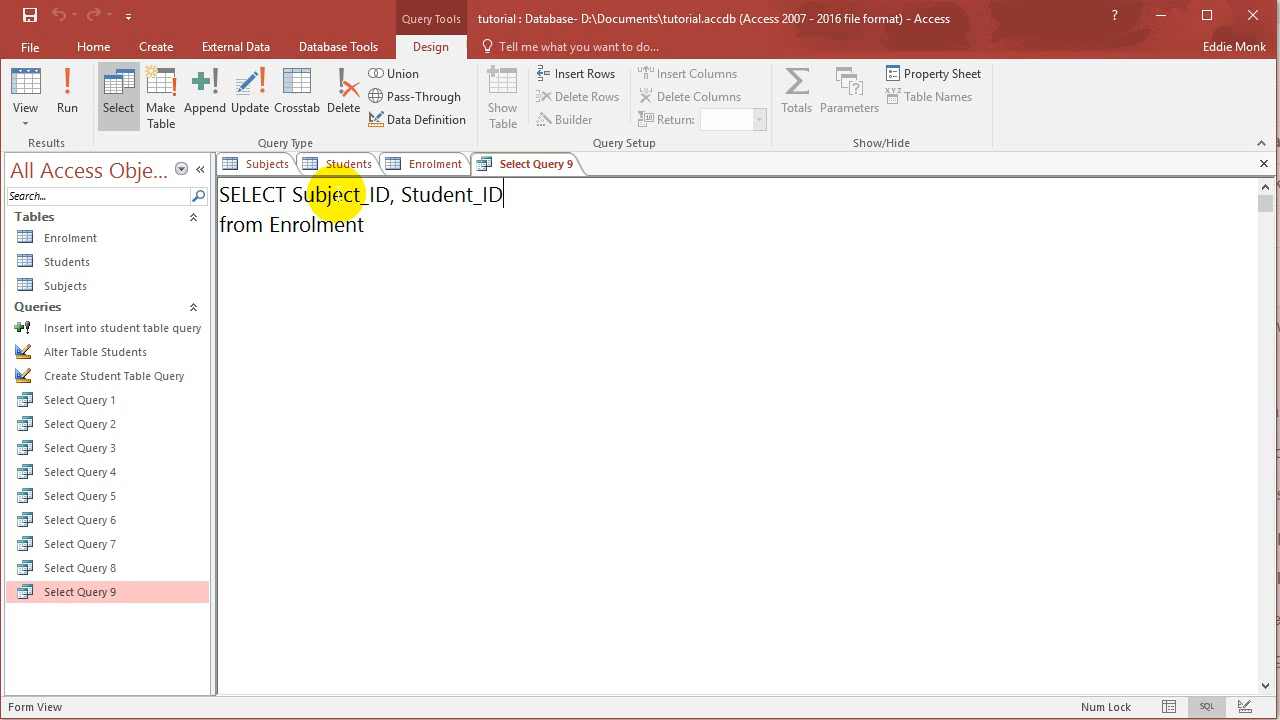 Query Tools
tutorial : Database- D:\Documents\tutorial.accdb (Access 2007 - 2016 file format) - Access
?
File
Home
Create
External Data
Database Tools
Design
Tell me what you want to do...
Eddie Monk
View
Run
Select
Make Table
Append
Update
Crosstab
Delete
Union
Pass-Through
Data Definition
Show Table
Insert Rows
Delete Rows
Builder
Insert Columns
Delete Columns
Return:
Totals
Parameters
Property Sheet
Table Names
Results
Query Type
Query Setup
Show/Hide
All Access Obje...
Search...
Tables
Enrolment
Students
Subjects
Queries
Insert into student table query
Alter Table Students
Create Student Table Query
Select Query 1
Select Query 2
Select Query 3
Select Query 4
Select Query 5
Select Query 6
Select Query 7
Select Query 8
Select Query 9
Subjects
Students
Enrolment
Select Query 9
SELECT Subject_ID, Student_ID
from Enrolment
Form View
Num Lock
SQL